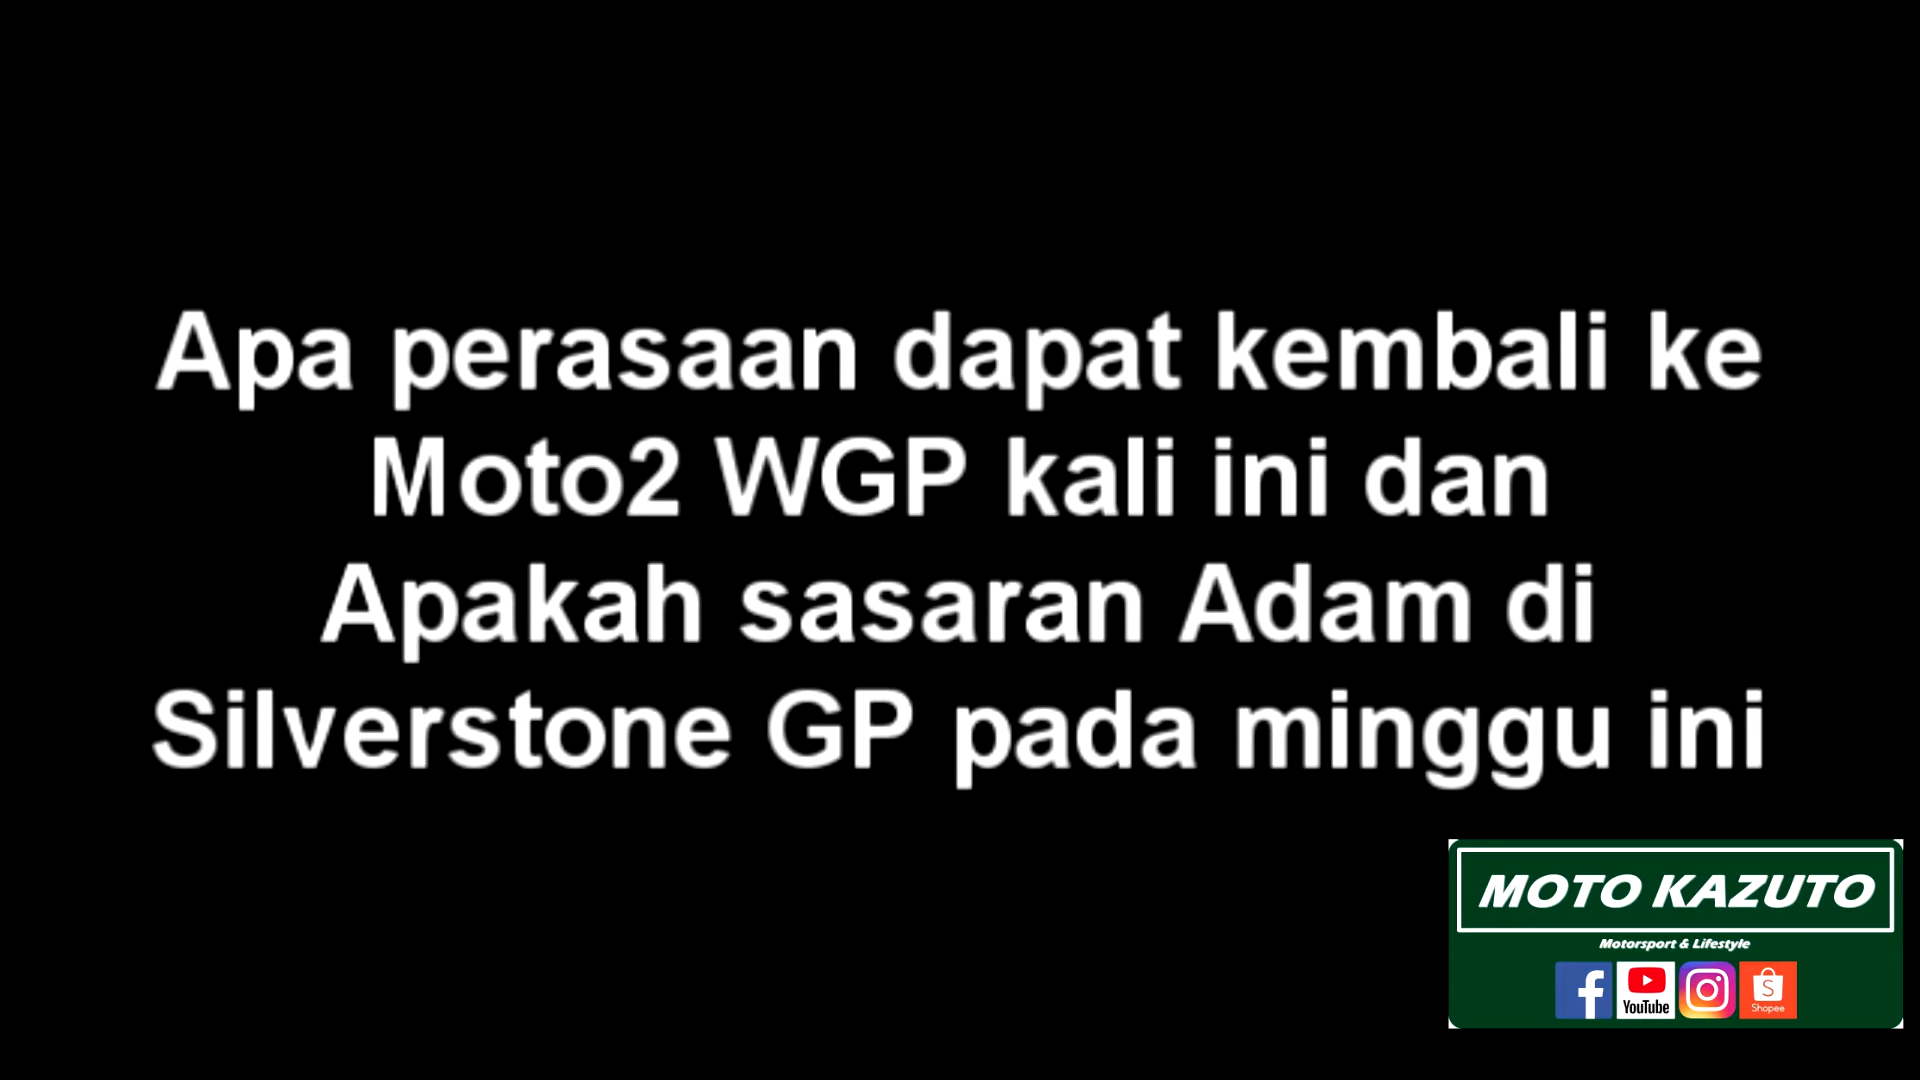 Apa perasaan dapat kembali ke
Moto2 WGP kali ini dan
Apakah sasaran Adam di
Silverstone GP pada minggu ini
MOTO KAZUTO
Motorsport & Lifestyle
YouTube
Shopee